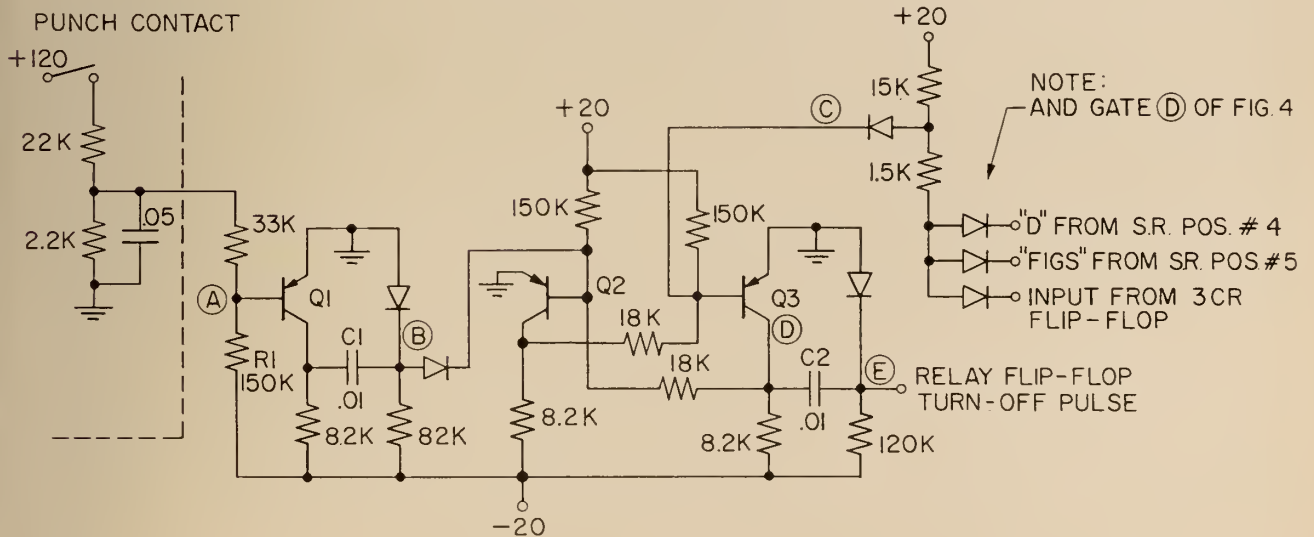 PUNCH CONTACT
+120
22K
2.2K
.05
33K
A
Q1
R1
150K
C1
.01
B
8.2K
82K
+20
150K
Q2
8.2K
18K
18K
-20
150K
C
Q3
D
C2
.01
E
8.2K
120K
RELAY FLIP-FLOP
TURN-OFF PULSE
+20
15K
1.5K
NOTE:
AND GATE D OF FIG. 4
"D" FROM S.R. POS. # 4
"FIGS" FROM S.R. POS. #5
INPUT FROM 3CR
FLIP-FLOP